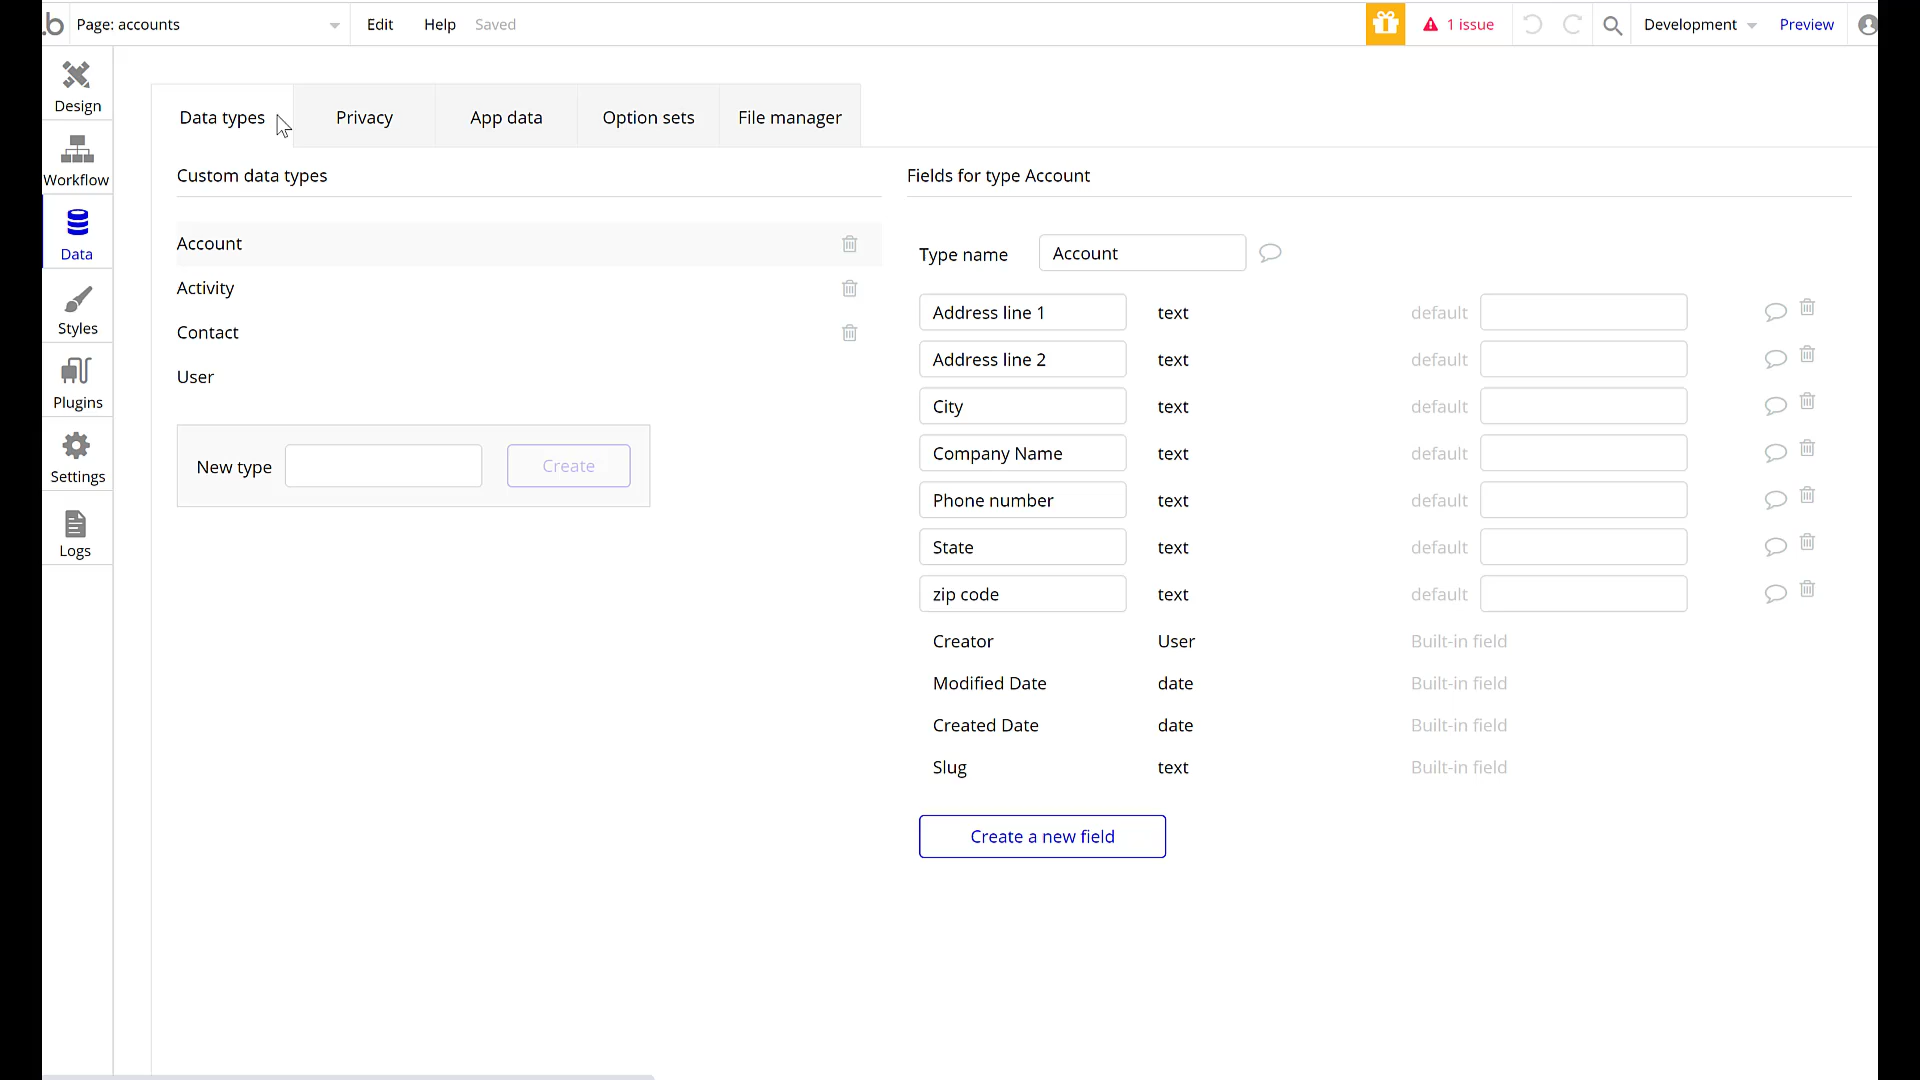 .b Page: accounts Edit Help Saved 1 issue Development Preview
Design
Workflow
Data
Styles
Plugins
Settings
Logs
Data types Privacy App data Option sets File manager
Custom data types
Account
Activity
Contact
User
New type Create
Fields for type Account
Type name Account
Address line 1 text default
Address line 2 text default
City text default
Company Name text default
Phone number text default
State text default
zip code text default
Creator User Built-in field
Modified Date date Built-in field
Created Date date Built-in field
Slug text Built-in field
Create a new field